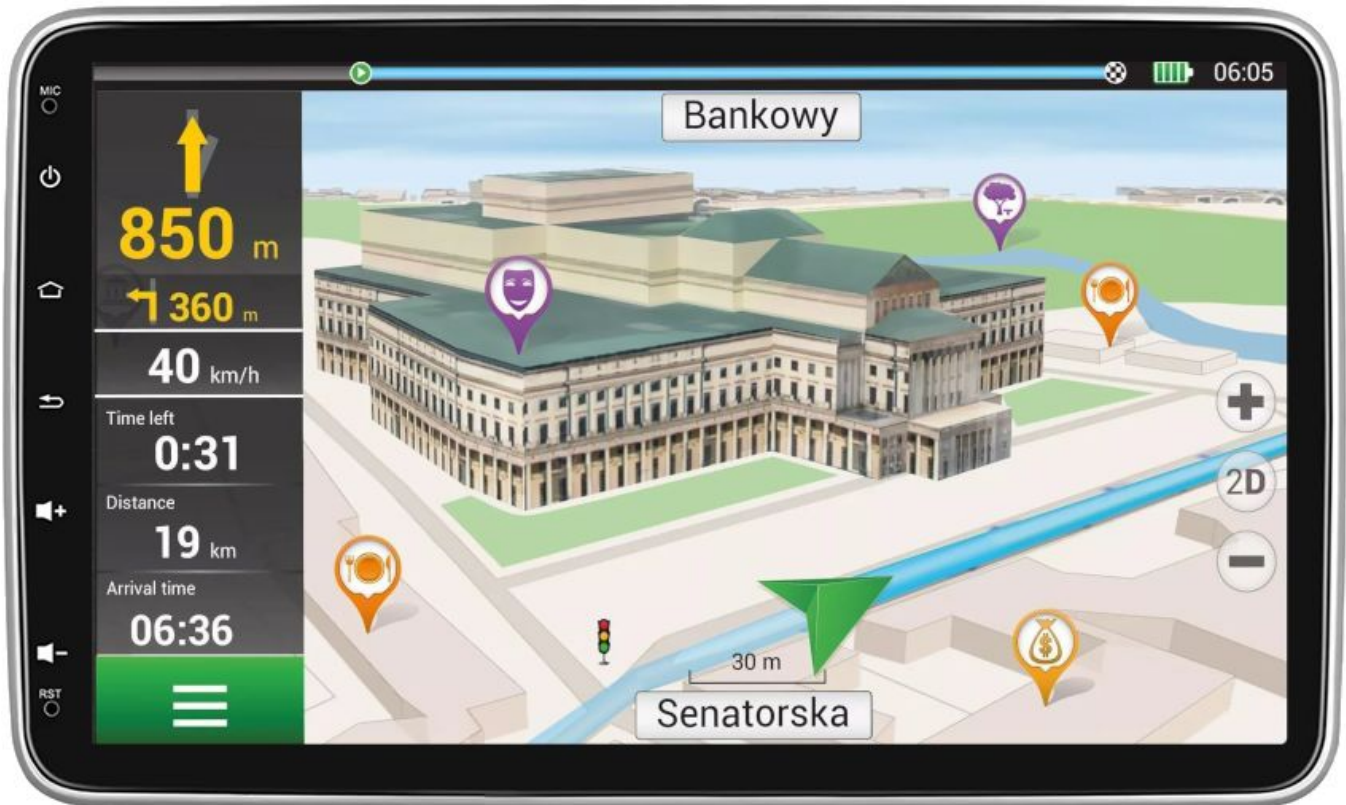 MIC
06:05
Bankowy
850 m
360 m
40 km/h
Time left
0:31
Distance
19 km
Arrival time
06:36
2D
30 m
Senatorska
RST